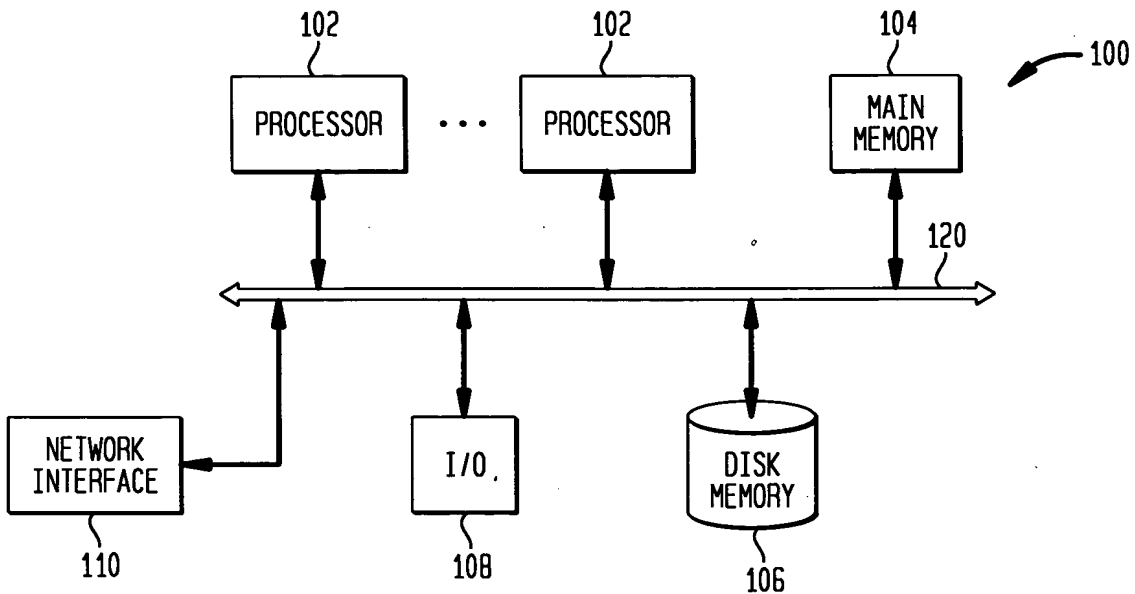 102
102
104
100
PROCESSOR
• • •
PROCESSOR
MAIN
MEMORY
120
NETWORK
INTERFACE
I/O
DISK
MEMORY
110
108
106